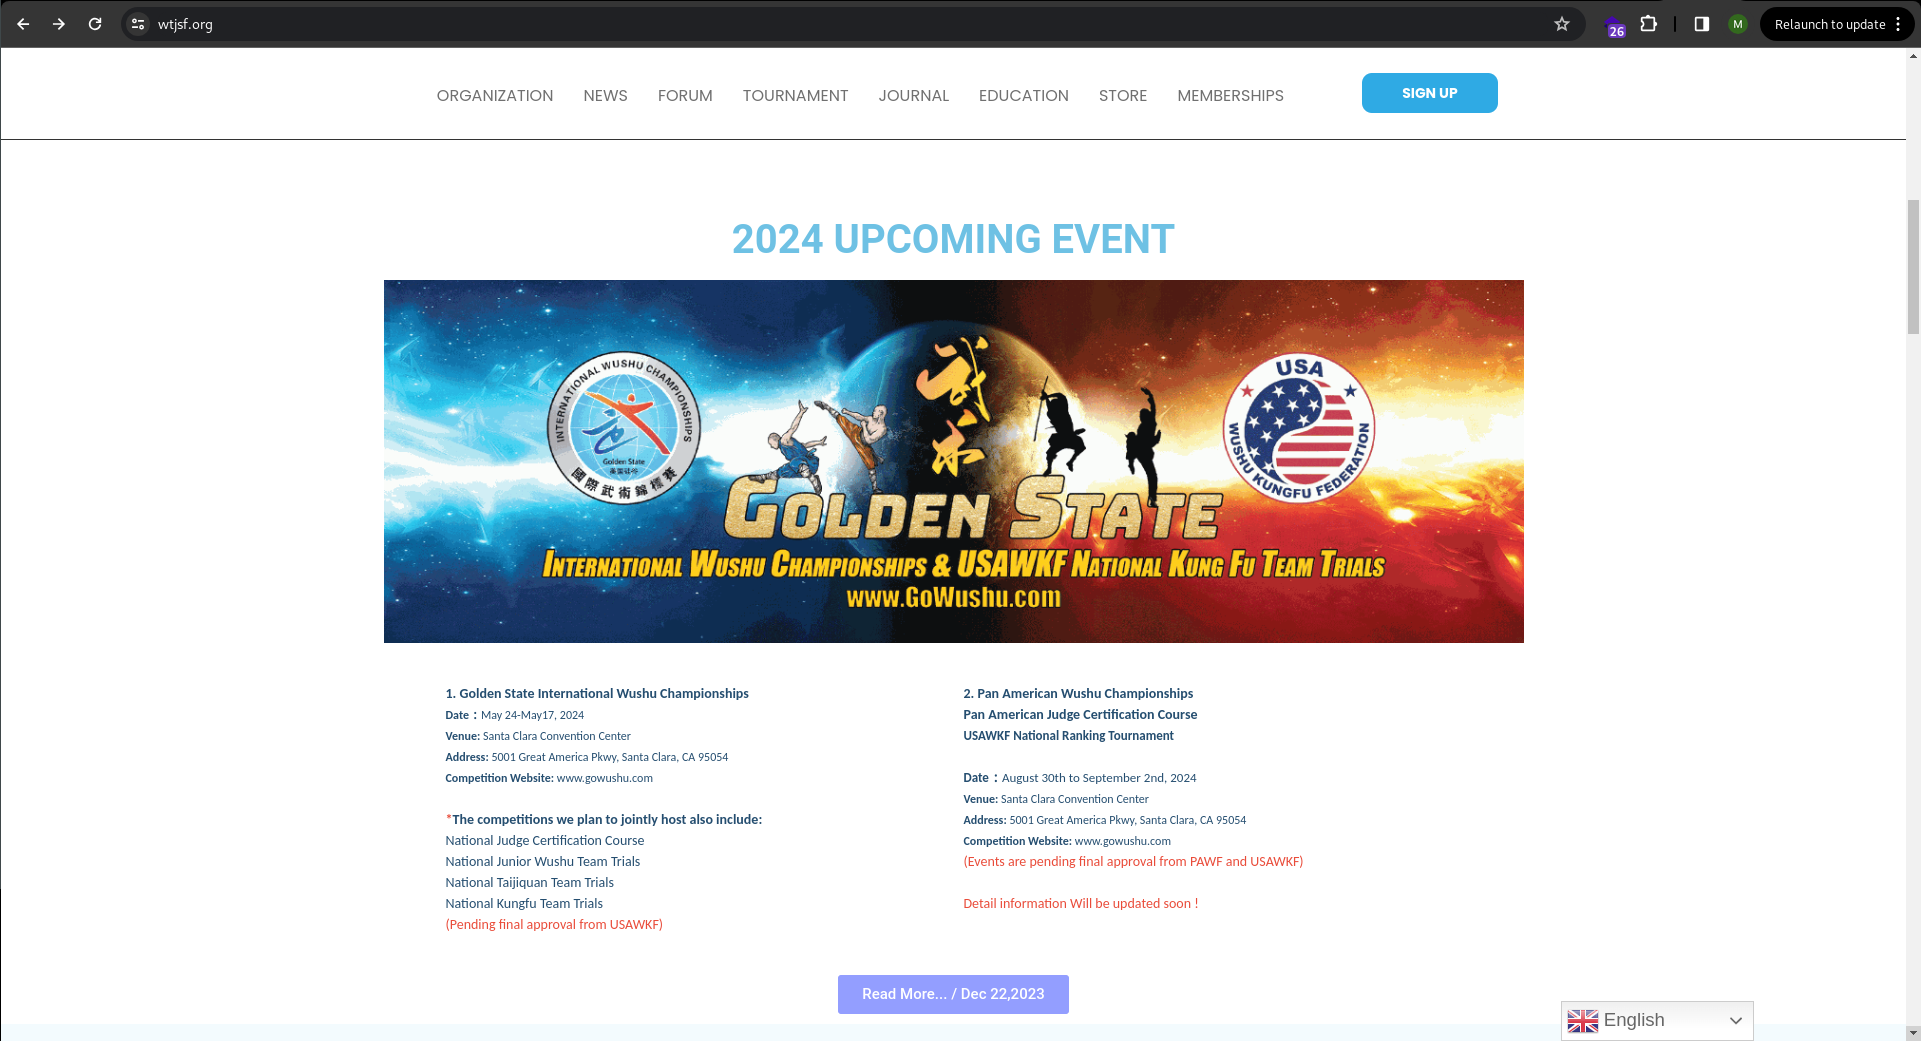 wtjsf.org
26
M
Relaunch to update
ORGANIZATION NEWS FORUM TOURNAMENT JOURNAL EDUCATION STORE MEMBERSHIPS
SIGN UP
2024 UPCOMING EVENT
INTERNATIONAL WUSHU CHAMPIONSHIPS
Golden State
美国硅谷
國際武術錦標賽
武术
USA
WUSHU KUNGFU FEDERATION
GOLDEN STATE
INTERNATIONAL WUSHU CHAMPIONSHIPS & USAWKF NATIONAL KUNG FU TEAM TRIALS
www.GoWushu.com
1. Golden State International Wushu Championships
Date：May 24-May17, 2024
Venue: Santa Clara Convention Center
Address: 5001 Great America Pkwy, Santa Clara, CA 95054
Competition Website: www.gowushu.com
*The competitions we plan to jointly host also include:
National Judge Certification Course
National Junior Wushu Team Trials
National Taijiquan Team Trials
National Kungfu Team Trials
(Pending final approval from USAWKF)
2. Pan American Wushu Championships
Pan American Judge Certification Course
USAWKF National Ranking Tournament
Date：August 30th to September 2nd, 2024
Venue: Santa Clara Convention Center
Address: 5001 Great America Pkwy, Santa Clara, CA 95054
Competition Website: www.gowushu.com
(Events are pending final approval from PAWF and USAWKF)
Detail information Will be updated soon !
Read More... / Dec 22,2023
English